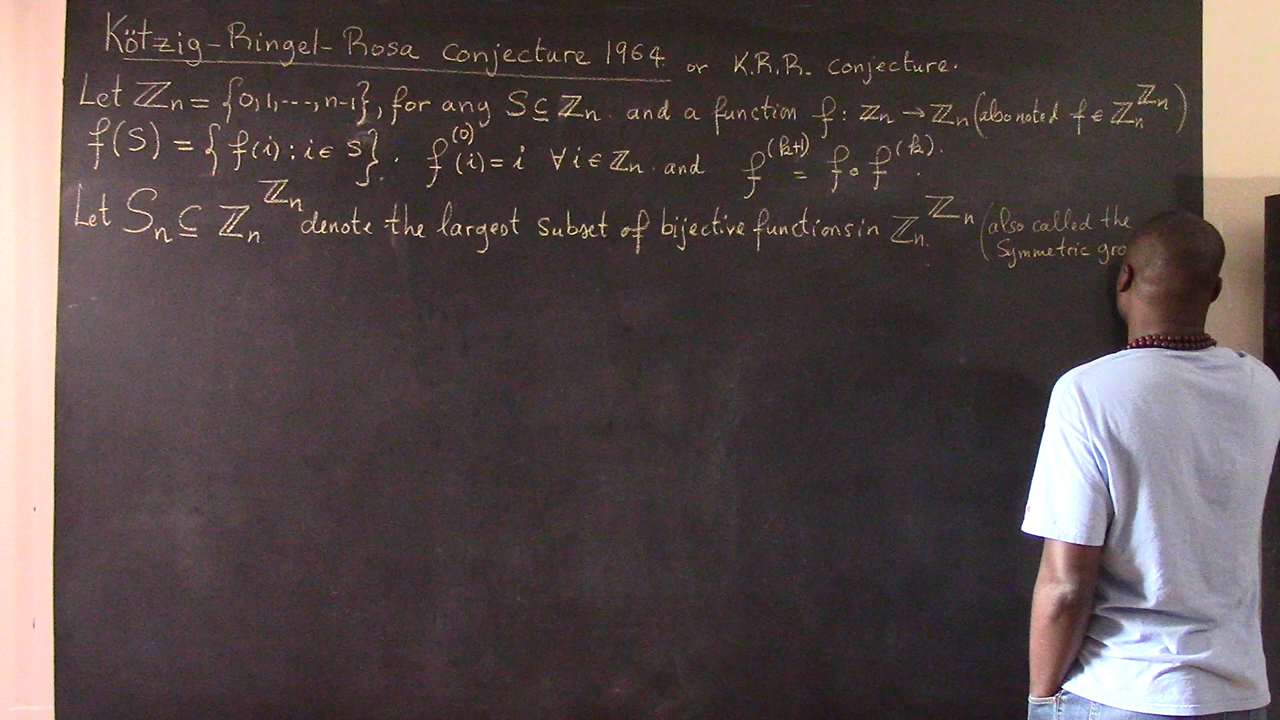 Kötzig-Ringel-Rosa conjecture 1964. or K.R.R. conjecture.
Let ℤₙ = {0,1,---,n-1}, for any S ⊆ ℤₙ. and a function f: ℤₙ → ℤₙ (also noted f ∈ ℤₙ^ℤₙ)
f(S) = {f(i) : i ∈ S}. f^(0)(i) = i ∀ i ∈ ℤₙ. and f^(k+1) = f∘f^(k).
Let Sₙ ⊆ ℤₙ^ℤₙ denote the largest subset of bijective functions in ℤₙ^ℤₙ (also called the
Symmetric